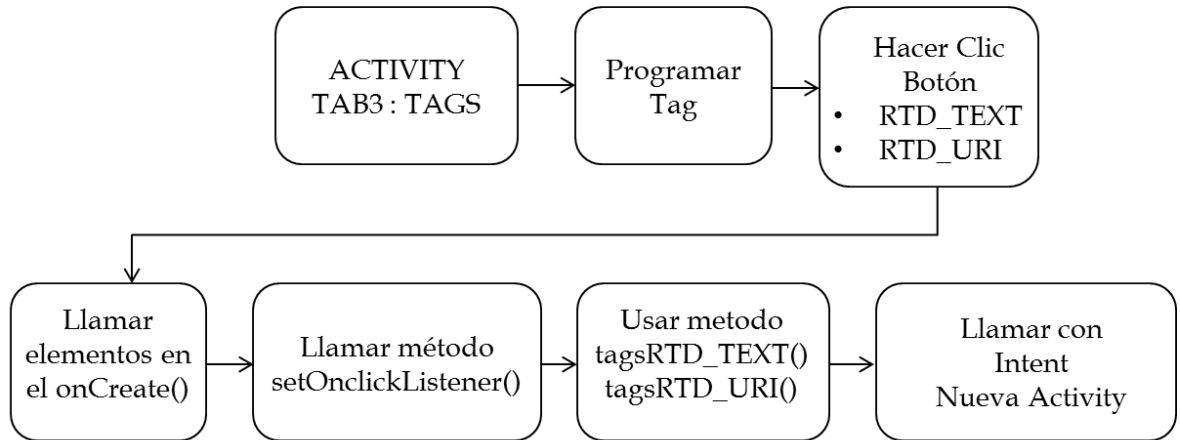 ACTIVITY
TAB3 : TAGS
Programar
Tag
Hacer Clic
Botón
• RTD_TEXT
• RTD_URI
Llamar
elementos en
el onCreate()
Llamar método
setOnclickListener()
Usar metodo
tagsRTD_TEXT()
tagsRTD_URI()
Llamar con
Intent
Nueva Activity